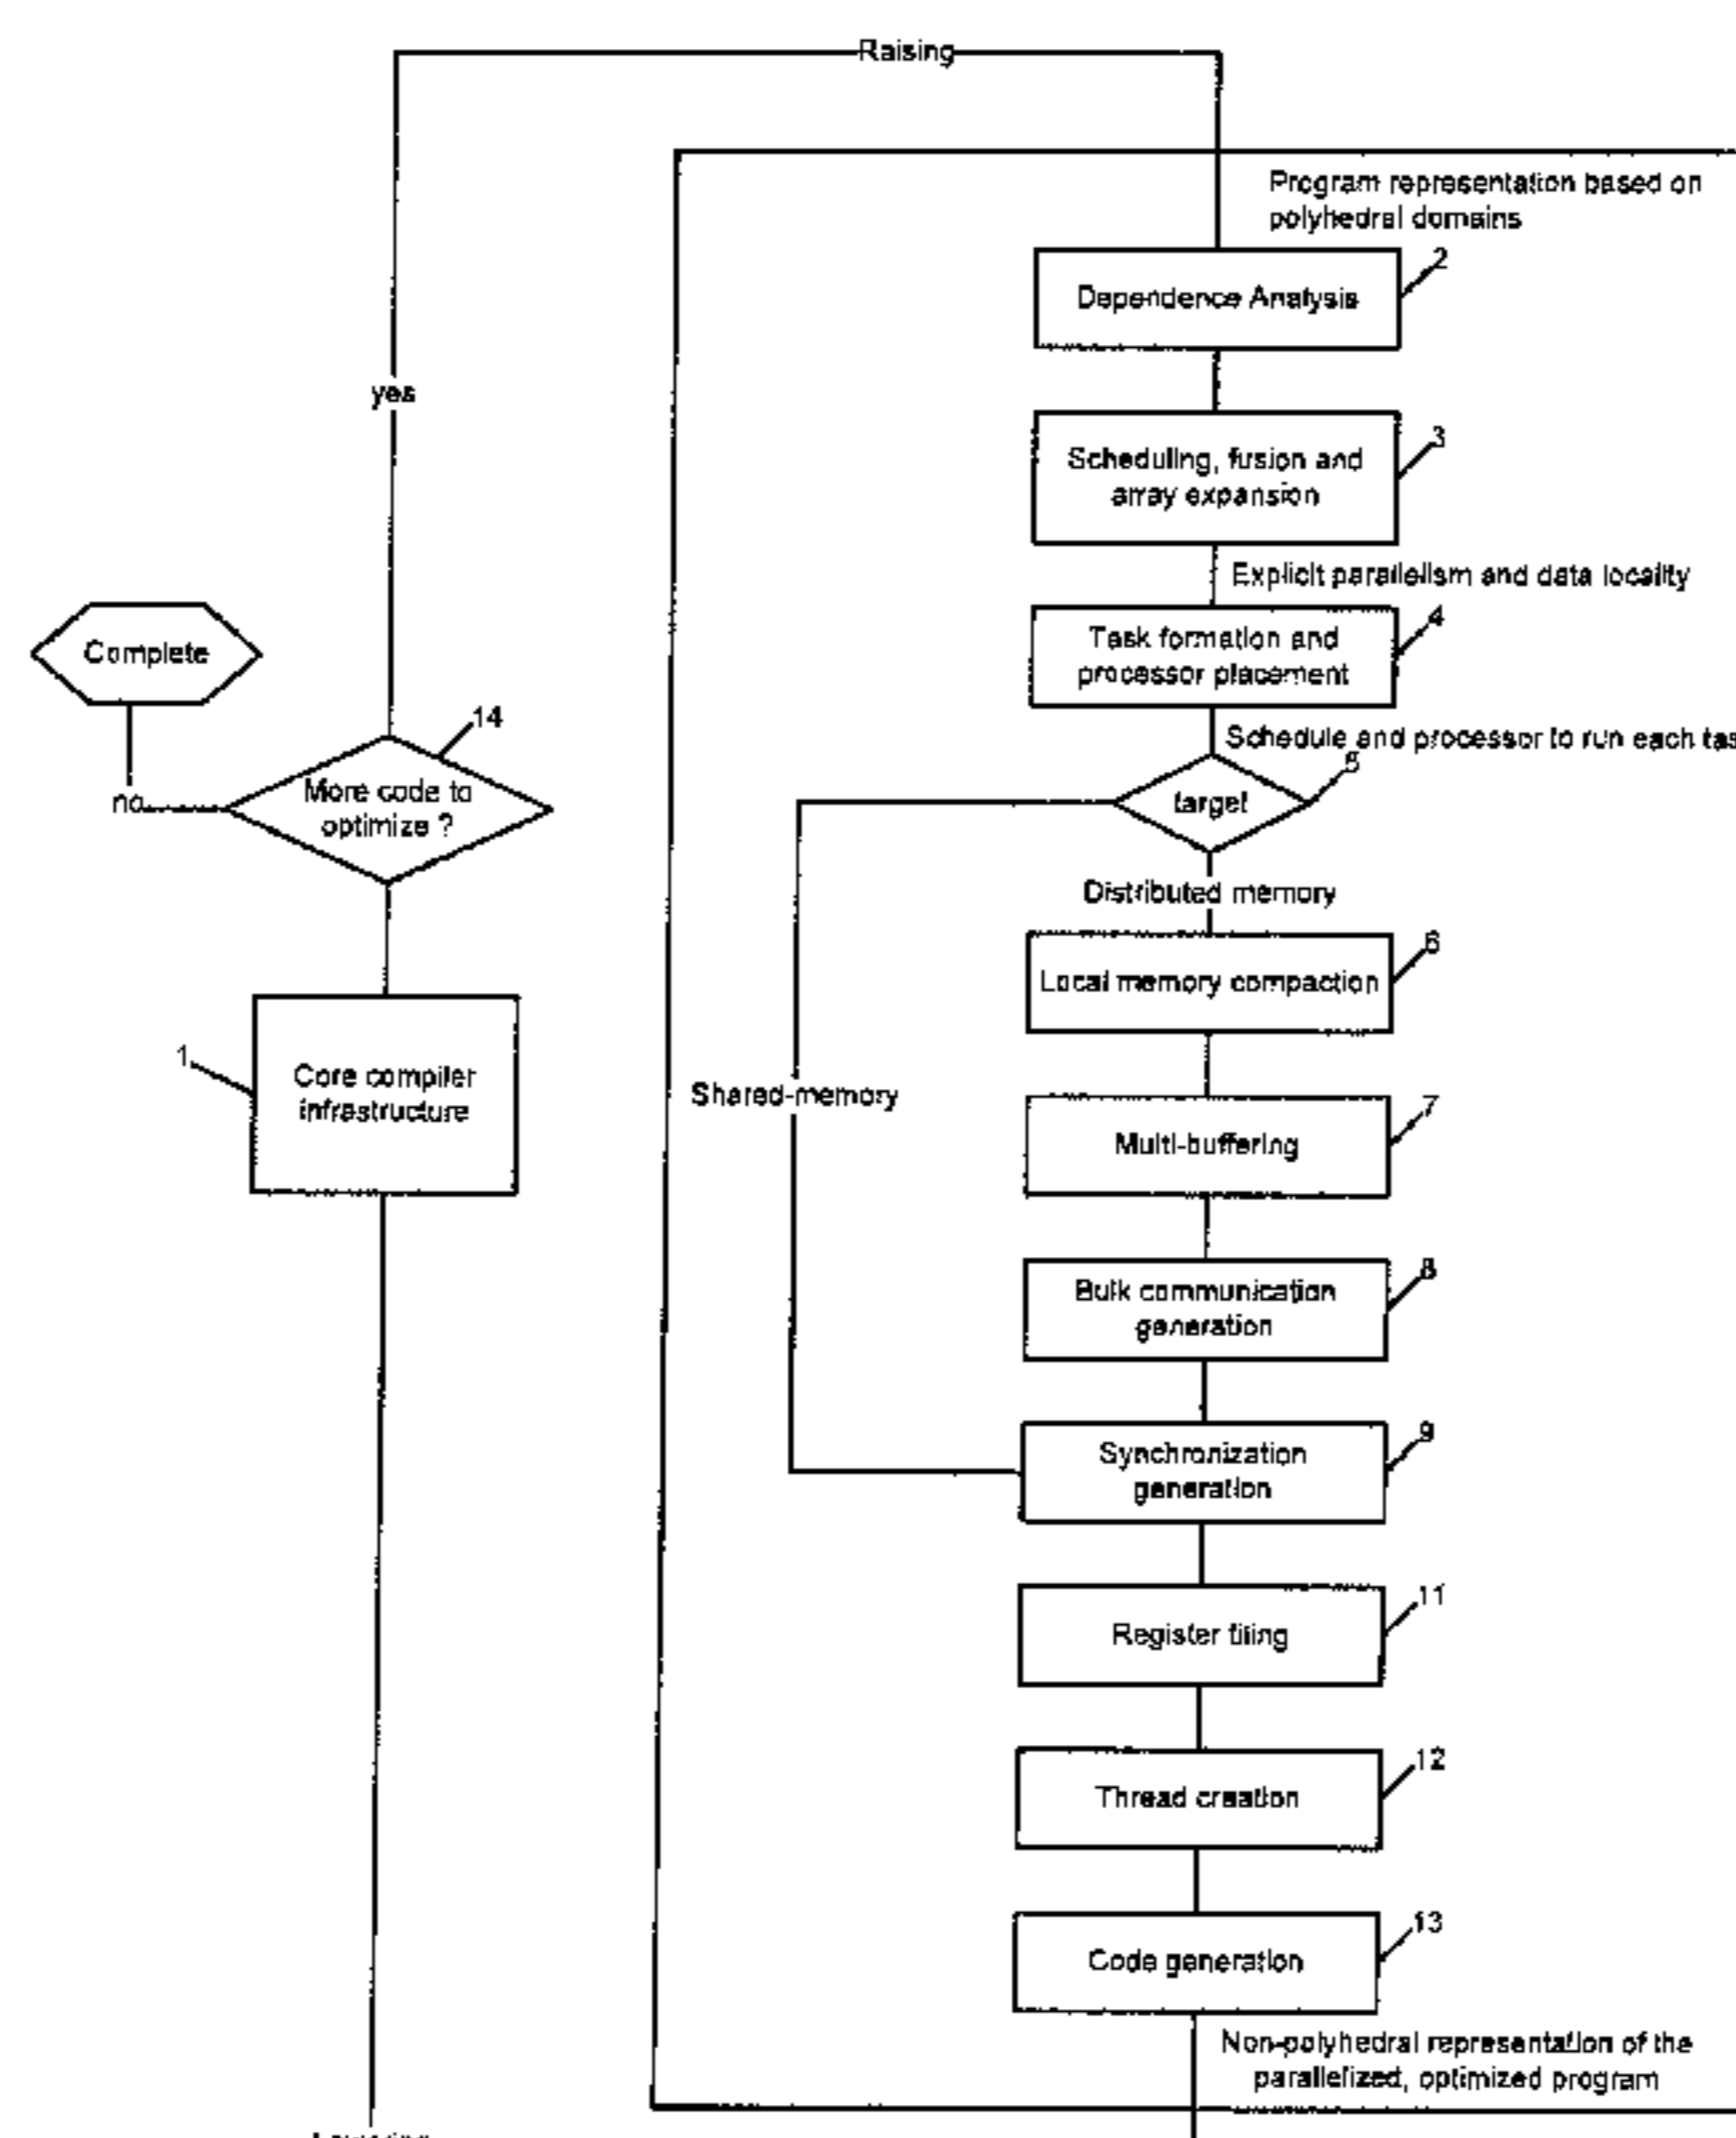 Raising
Program representation based on
polyhedral domains
2
Dependence Analysis
yes
3
Scheduling, fusion and
array expansion
Explicit parallelism and data locality
4
Task formation and
processor placement
Complete
14
Schedule and processor to run each tas
5
More code to
optimize ?
no
target
Distributed memory
6
Local memory compaction
1
Core compiler
infrastructure
Shared-memory
7
Multi-buffering
8
Bulk communication
generation
9
Synchronization
generation
11
Register tiling
12
Thread creation
13
Code generation
Non-polyhedral representation of the
parallelized, optimized program